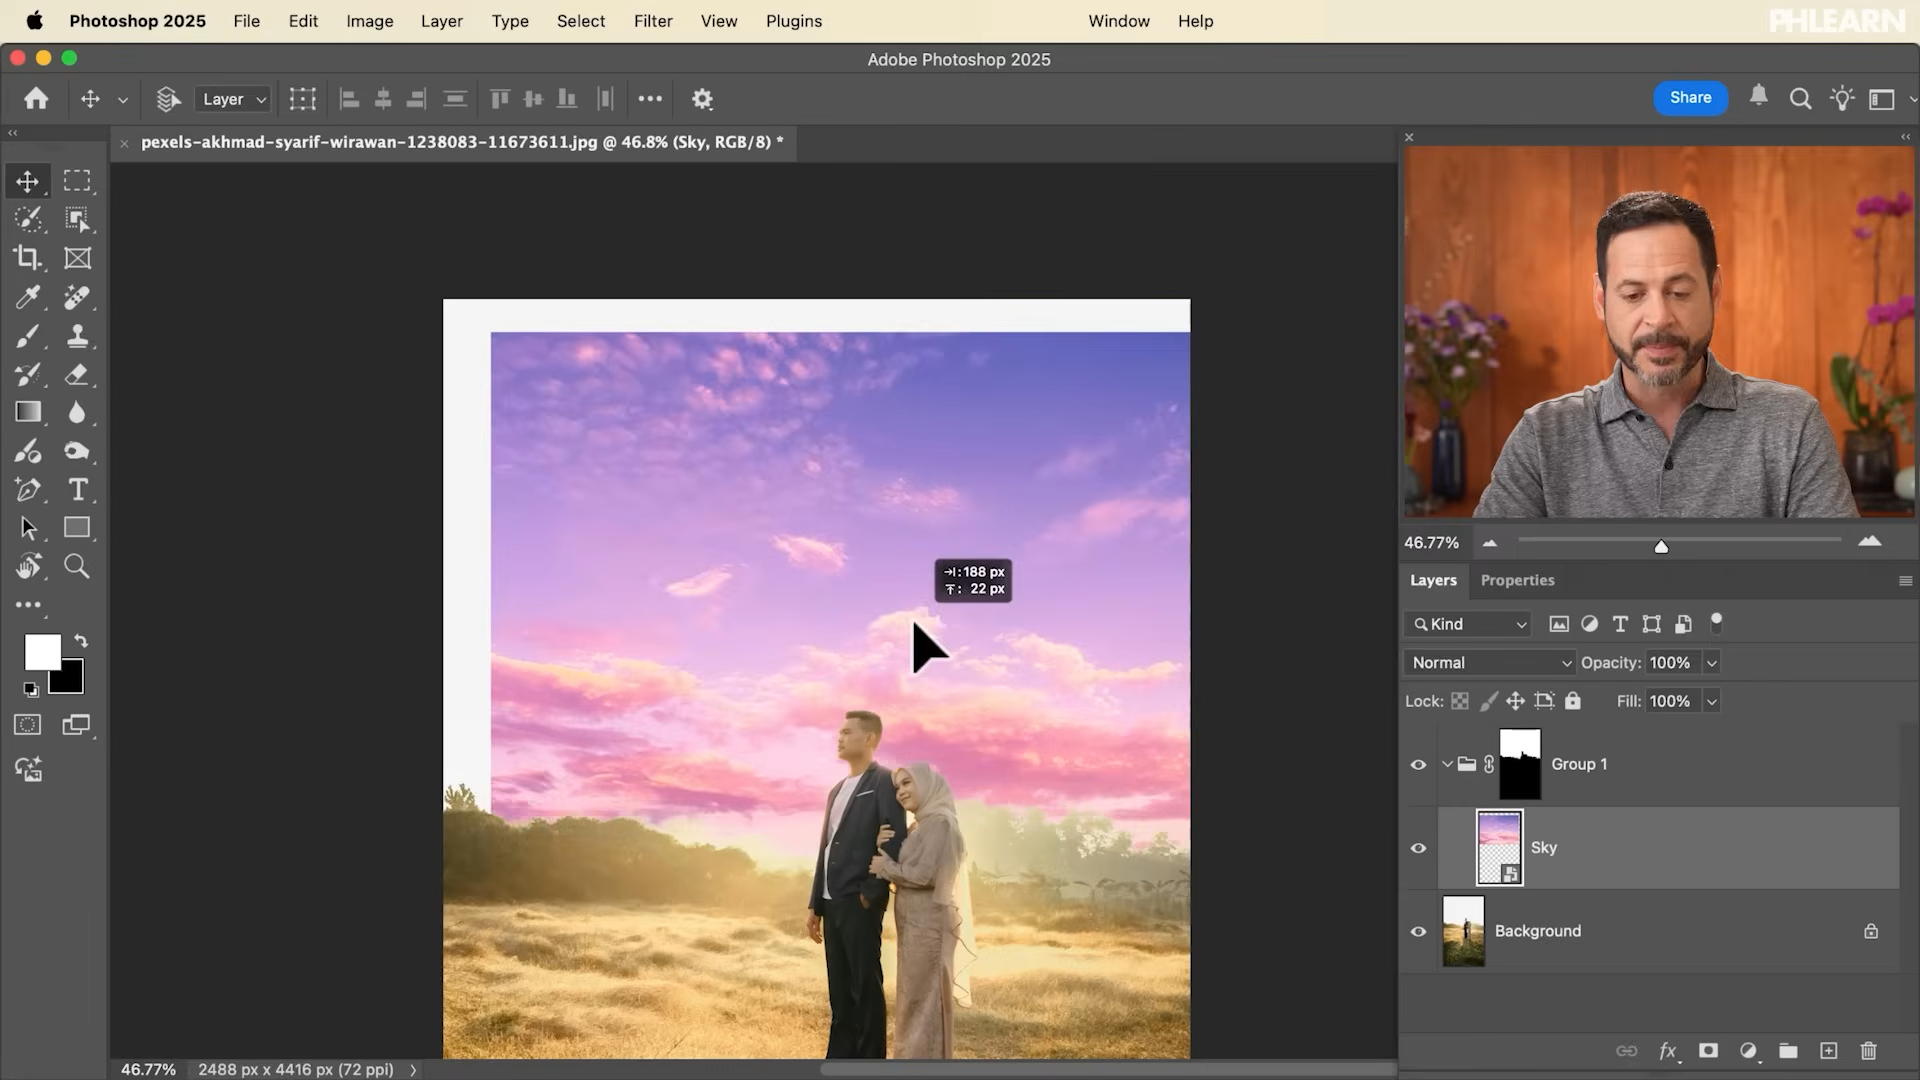 Photoshop 2025 File Edit Image Layer Type Select Filter View Plugins Window Help
PHLEARN
Adobe Photoshop 2025
Layer
Share
pexels-akhmad-syarif-wirawan-1238083-11673611.jpg @ 46.8% (Sky, RGB/8) *
:188 px
: 22 px
46.77%
Layers Properties
Kind
Normal Opacity: 100%
Lock: Fill: 100%
Group 1
Sky
Background
fx
46.77% 2488 px x 4416 px (72 ppi)